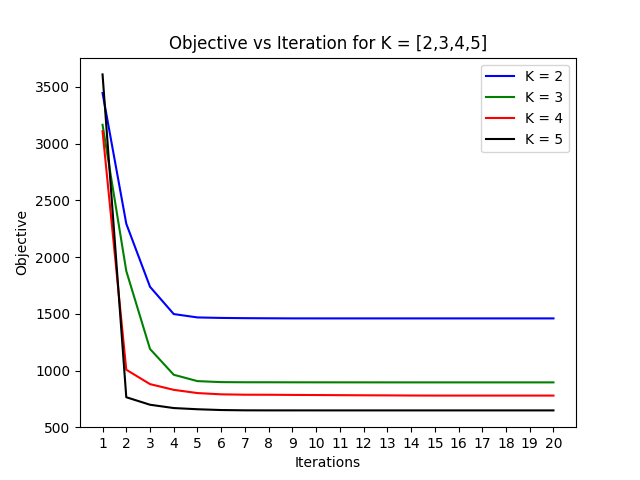 Objective vs Iteration for K = [2,3,4,5]
K = 2
K = 3
K = 4
K = 5
3500
3000
2500
2000
1500
1000
500
Objective
1 2 3 4 5 6 7 8 9 10 11 12 13 14 15 16 17 18 19 20
Iterations